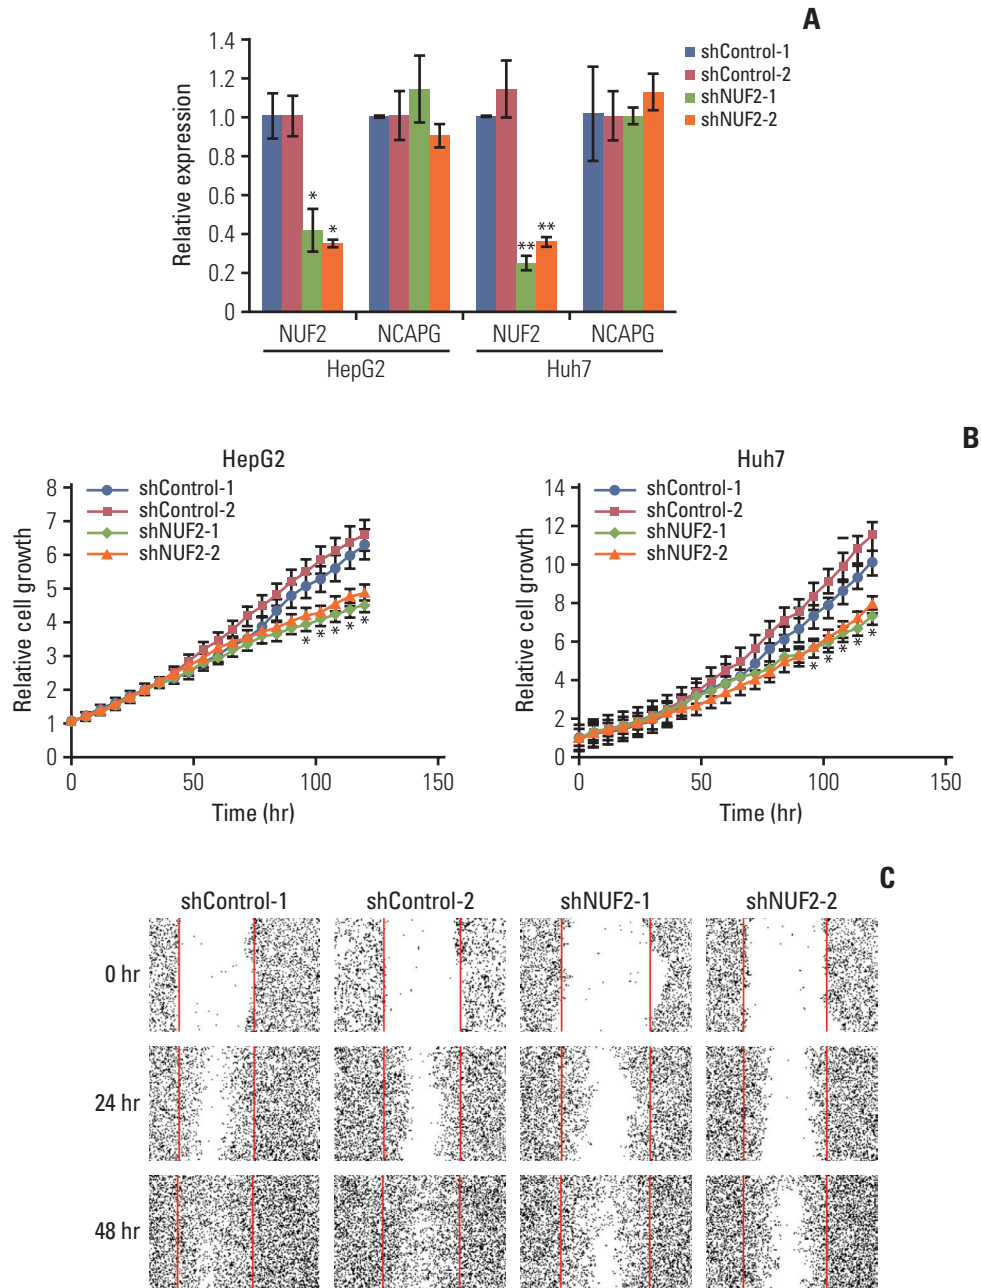 A
1.4
1.2
1.0
0.8
0.6
0.4
0.2
0
Relative expression
shControl-1
shControl-2
shNUF2-1
shNUF2-2
* * ** **
NUF2 NCAPG NUF2 NCAPG
HepG2 Huh7
B
HepG2
8
7
6
5
4
3
2
1
0
Relative cell growth
shControl-1
shControl-2
shNUF2-1
shNUF2-2
* * * * *
0 50 100 150
Time (hr)
Huh7
14
12
10
8
6
4
2
0
Relative cell growth
shControl-1
shControl-2
shNUF2-1
shNUF2-2
* * * * *
0 50 100 150
Time (hr)
C
shControl-1 shControl-2 shNUF2-1 shNUF2-2
0 hr
24 hr
48 hr